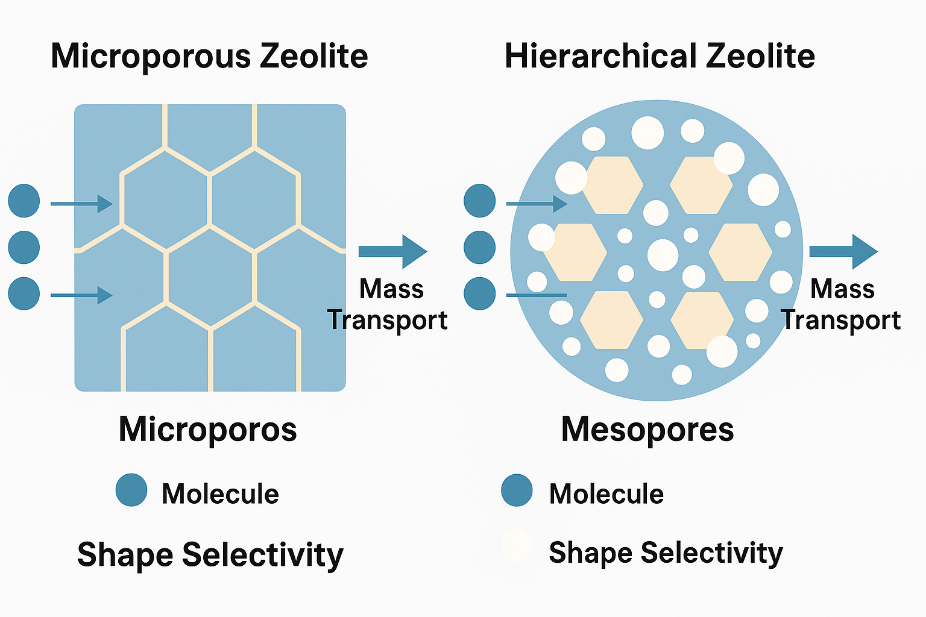 Microporous Zeolite
Hierarchical Zeolite
Mass
Transport
Mass
Transport
Microporos
Mesopores
Molecule
Molecule
Shape Selectivity
Shape Selectivity